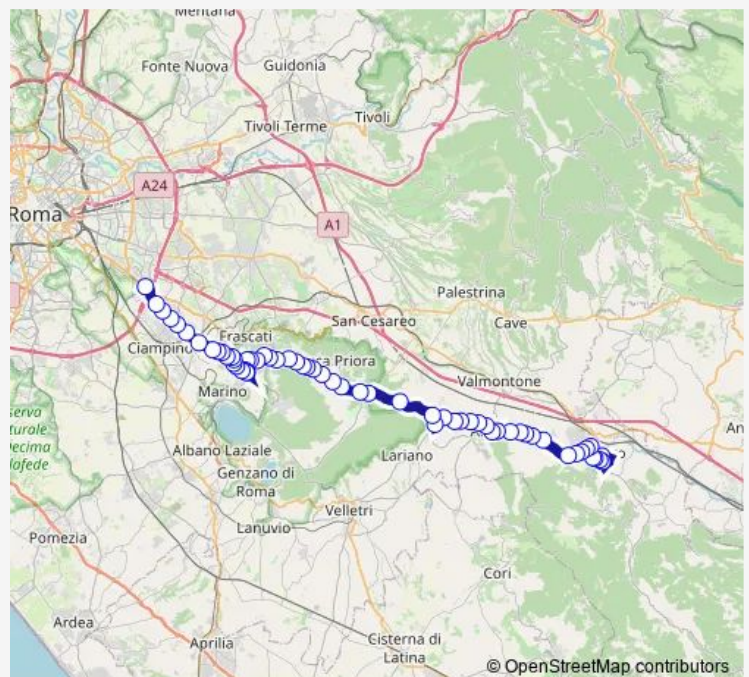 Mentana
Fonte Nuova
Guidonia
Tivoli Terme
Tivoli
A24
Roma
A1
Palestrina
San Cesareo
Cave
Frascati
Ciampino
Valmontone
Marino
Lariano
Albano Laziale
Genzano di
Roma
Velletri
Lanuvio
Pomezia
Cori
Ardea
Aprilia
Cisterna di
Latina
© OpenStreetMap contributors